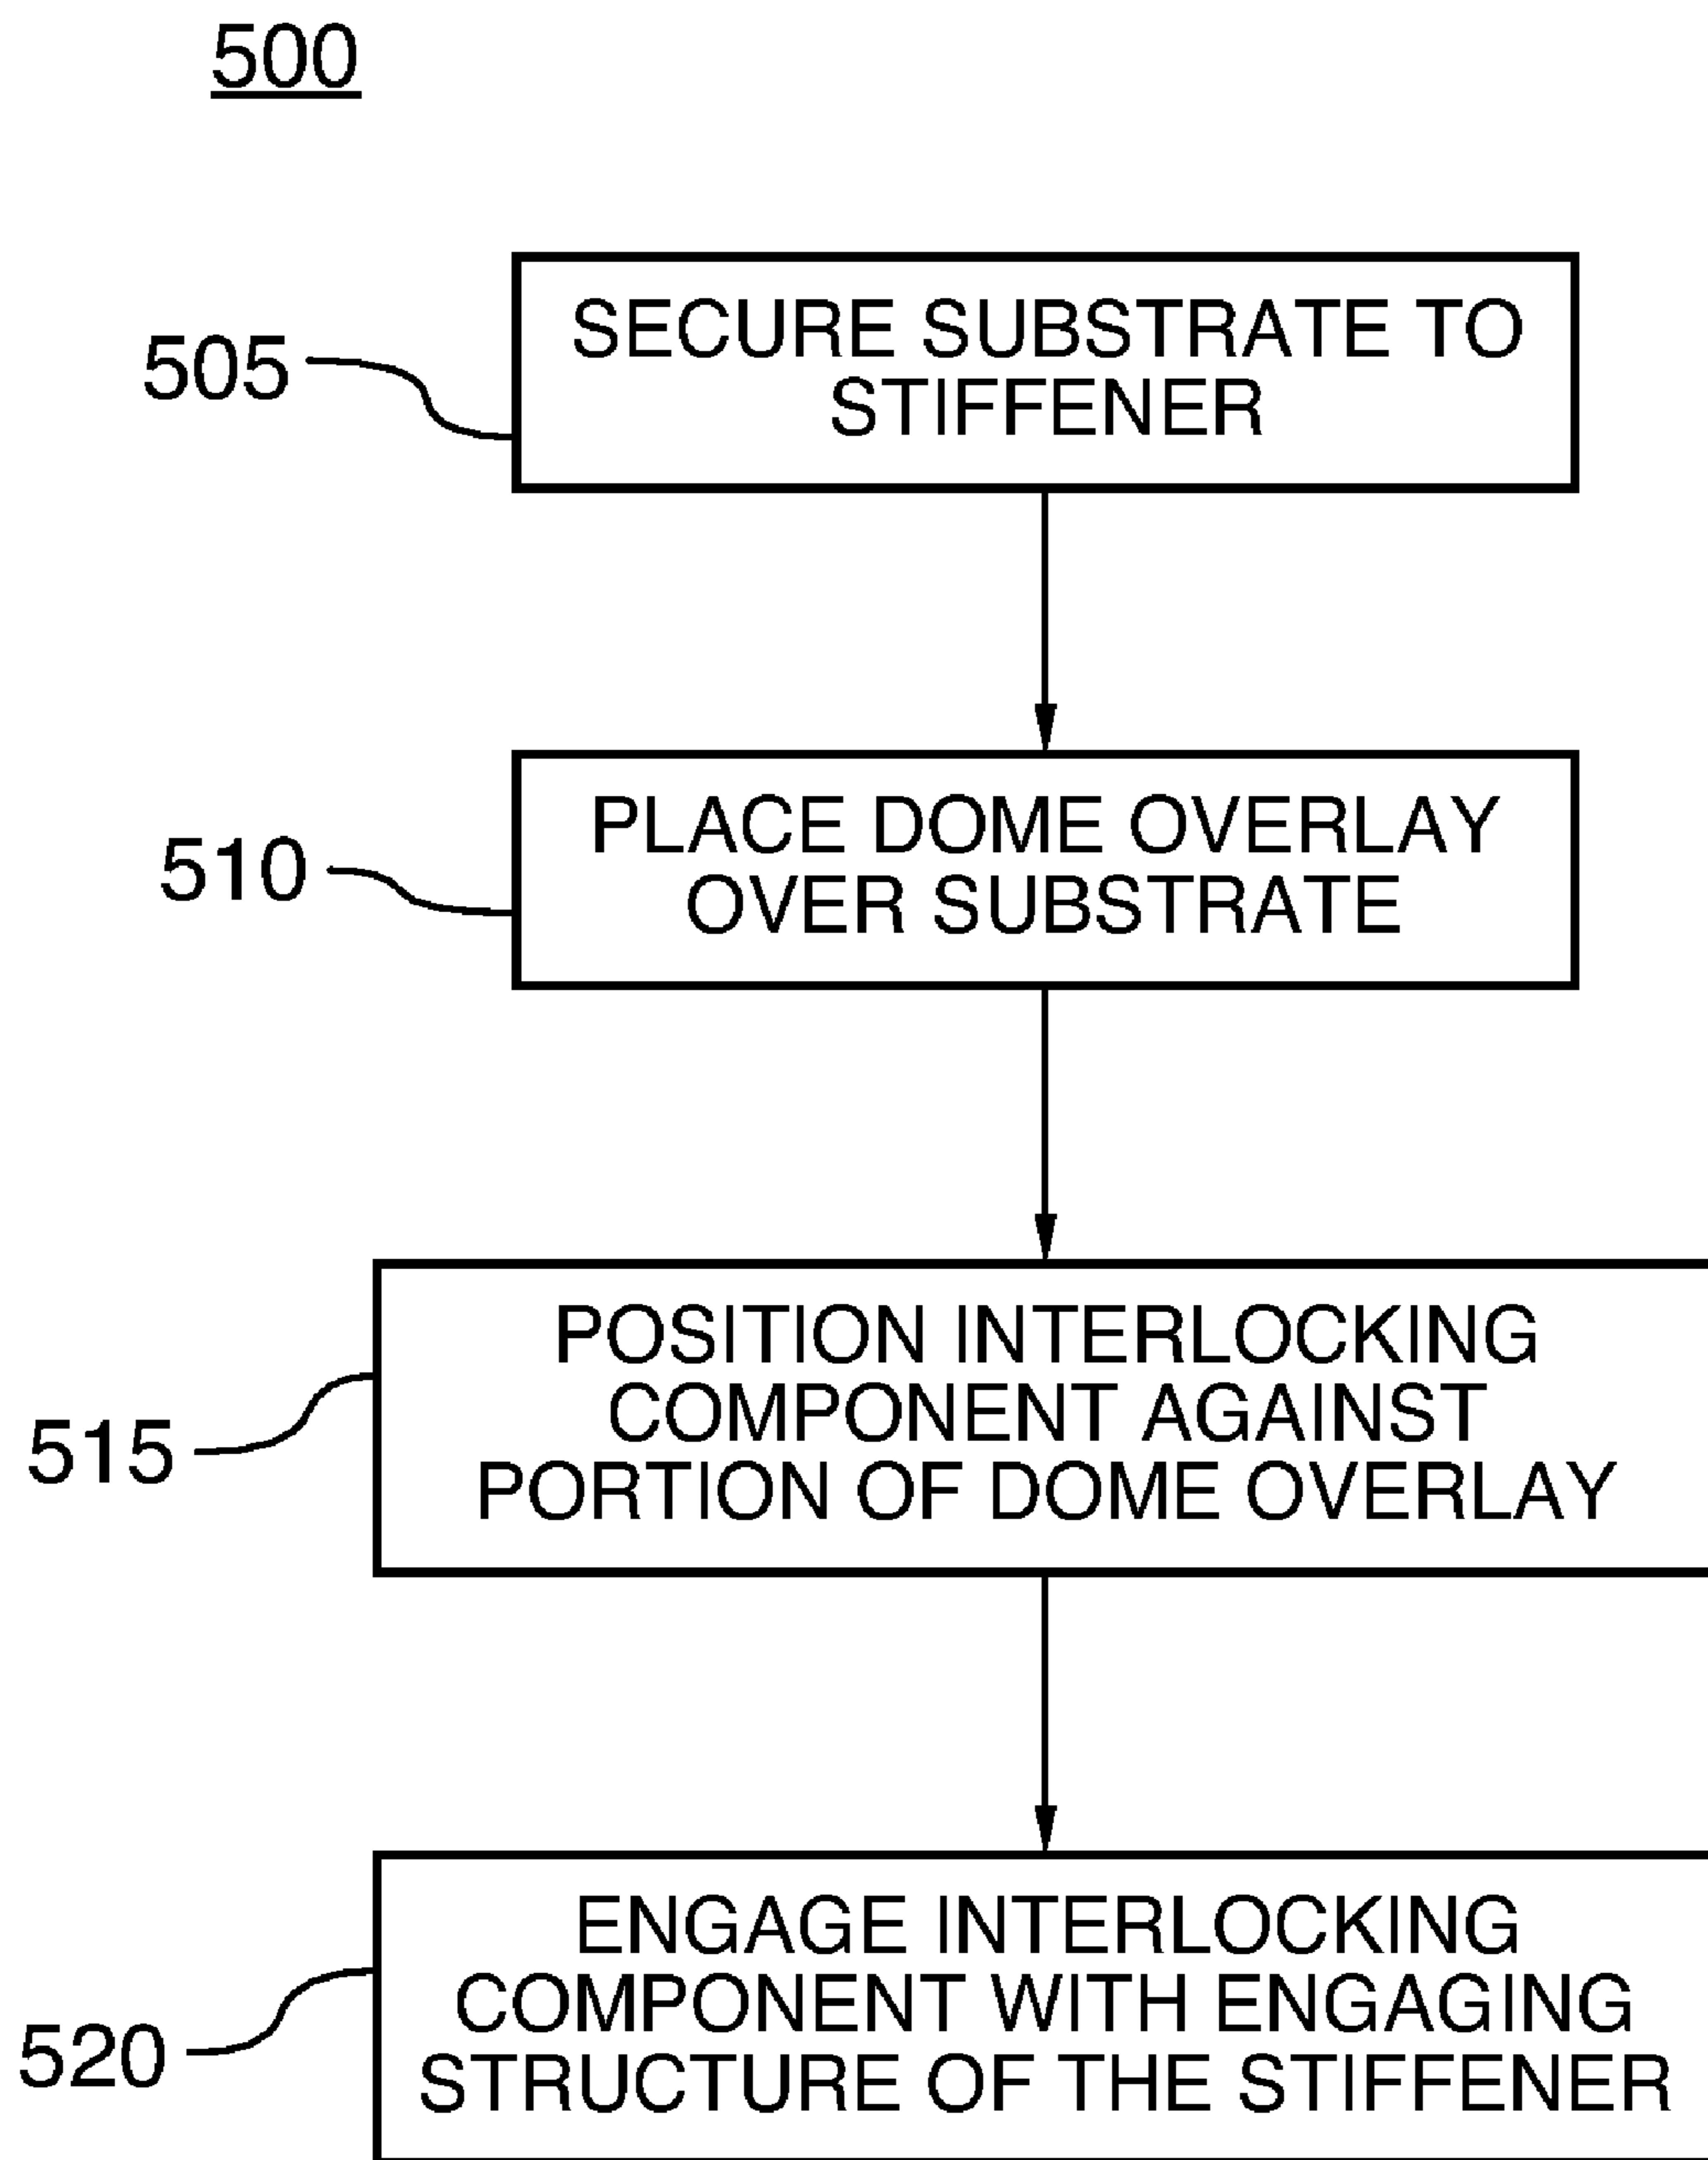 500
505
SECURE SUBSTRATE TO
STIFFENER
510
PLACE DOME OVERLAY
OVER SUBSTRATE
515
POSITION INTERLOCKING
COMPONENT AGAINST
PORTION OF DOME OVERLAY
520
ENGAGE INTERLOCKING
COMPONENT WITH ENGAGING
STRUCTURE OF THE STIFFENER